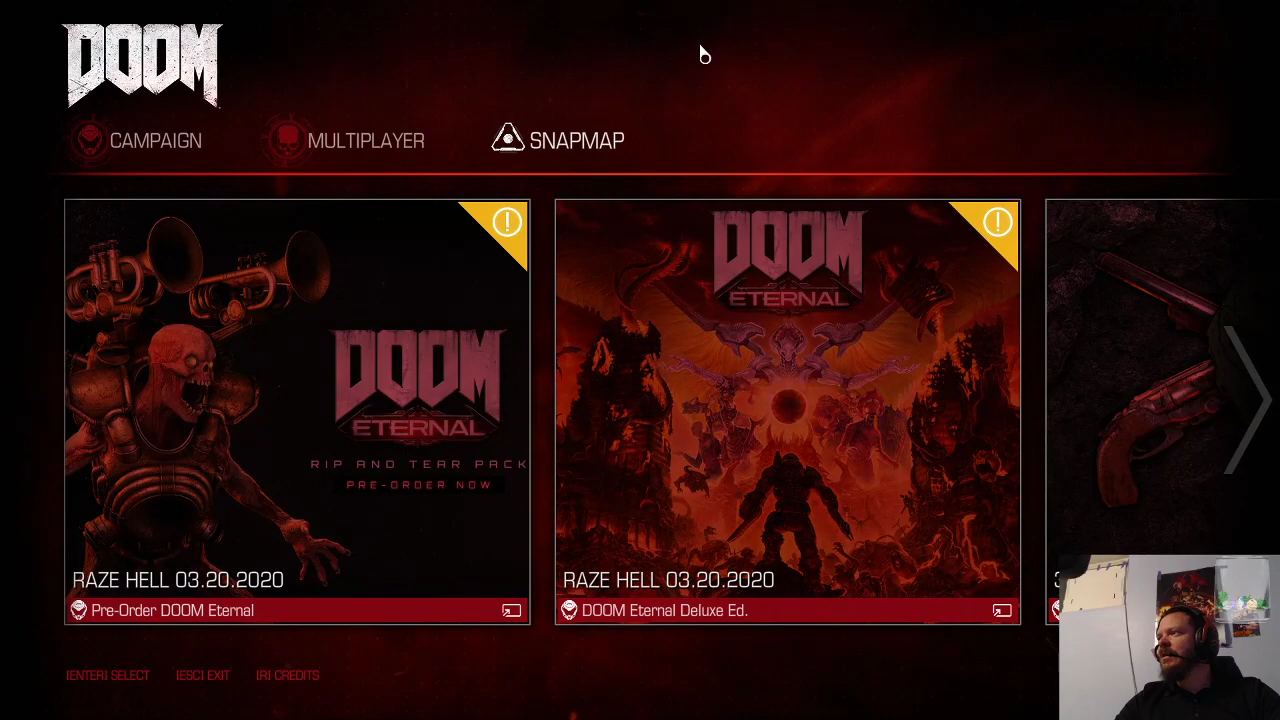 DOOM
CAMPAIGN
MULTIPLAYER
SNAPMAP
DOOM
ETERNAL
RIP AND TEAR PACK
PRE-ORDER NOW
RAZE HELL 03.20.2020
Pre-Order DOOM Eternal
DOOM
ETERNAL
RAZE HELL 03.20.2020
DOOM Eternal Deluxe Ed.
[ENTER] SELECT
[ESC] EXIT
[R] CREDITS